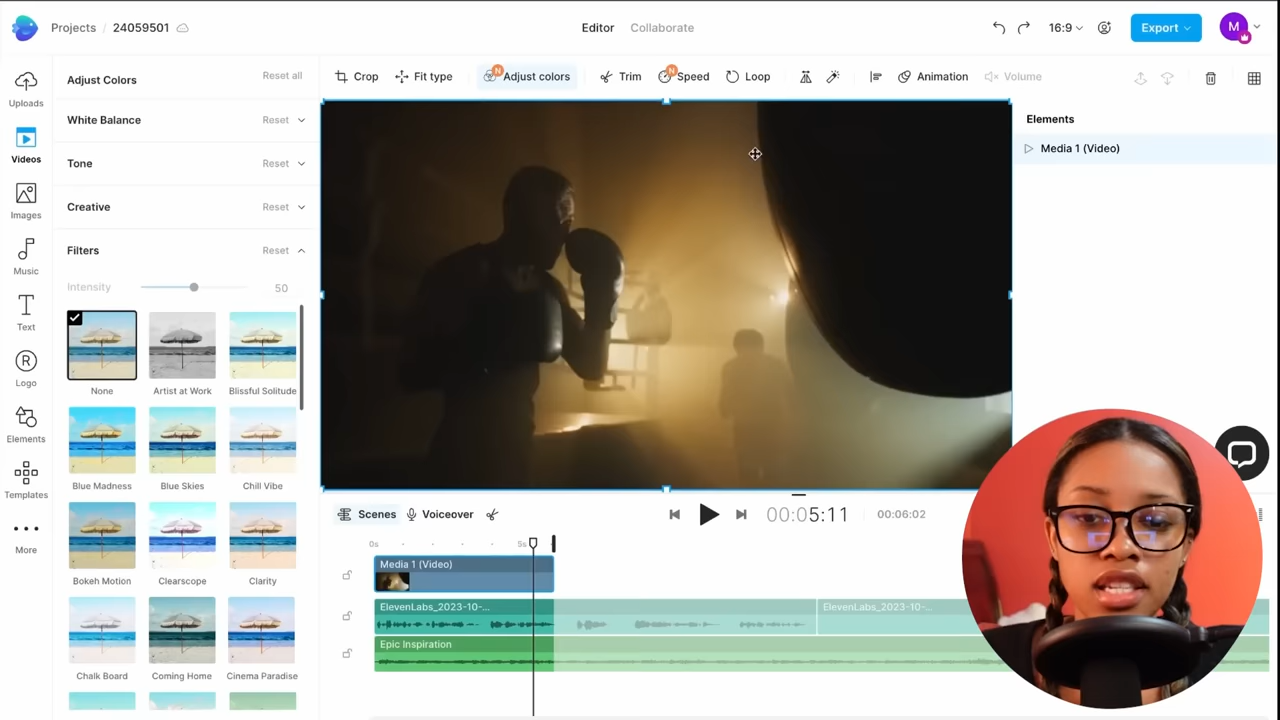 Projects / 24059501
Editor Collaborate
16:9
Export
M
Uploads
Videos
Images
Music
Text
R
Logo
Elements
Templates
More
Adjust Colors Reset all
White Balance Reset
Tone Reset
Creative Reset
Filters Reset
Intensity 50
None Artist at Work Blissful Solitude
Blue Madness Blue Skies Chill Vibe
Bokeh Motion Clearscope Clarity
Chalk Board Coming Home Cinema Paradise
Crop Fit type N Adjust colors Trim N Speed Loop Animation Volume
Elements
Media 1 (Video)
Scenes Voiceover 00:05:11 00:06:02
0s 5s
Media 1 (Video)
ElevenLabs_2023-10-... ElevenLabs_2023-10-...
Epic Inspiration